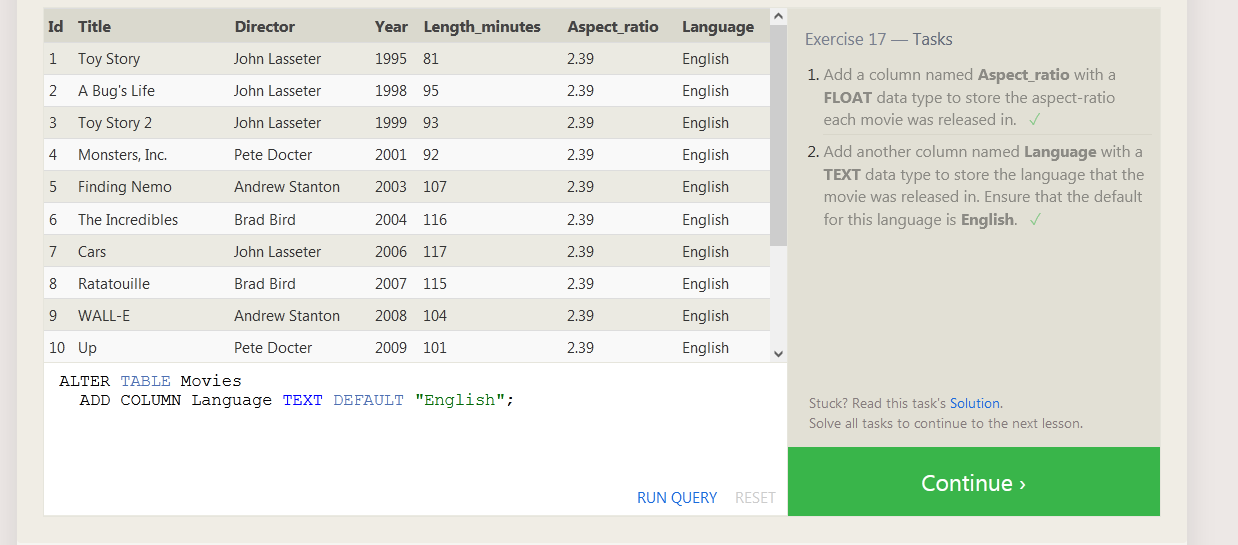 Id Title Director Year Length_minutes Aspect_ratio Language
1 Toy Story John Lasseter 1995 81 2.39 English
2 A Bug's Life John Lasseter 1998 95 2.39 English
3 Toy Story 2 John Lasseter 1999 93 2.39 English
4 Monsters, Inc. Pete Docter 2001 92 2.39 English
5 Finding Nemo Andrew Stanton 2003 107 2.39 English
6 The Incredibles Brad Bird 2004 116 2.39 English
7 Cars John Lasseter 2006 117 2.39 English
8 Ratatouille Brad Bird 2007 115 2.39 English
9 WALL-E Andrew Stanton 2008 104 2.39 English
10 Up Pete Docter 2009 101 2.39 English
ALTER TABLE Movies
ADD COLUMN Language TEXT DEFAULT "English";
RUN QUERY RESET
Exercise 17 — Tasks
1. Add a column named Aspect_ratio with a
FLOAT data type to store the aspect-ratio
each movie was released in. ✓
2. Add another column named Language with a
TEXT data type to store the language that the
movie was released in. Ensure that the default
for this language is English. ✓
Stuck? Read this task's Solution.
Solve all tasks to continue to the next lesson.
Continue ›